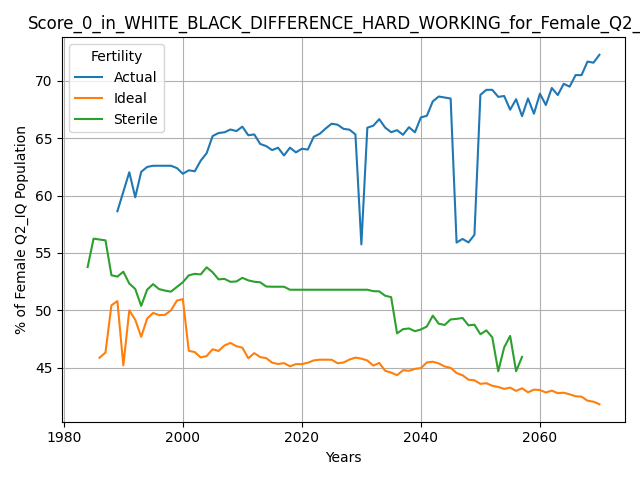 Score_0_in_WHITE_BLACK_DIFFERENCE_HARD_WORKING_for_Female_Q2_
Fertility
Actual
Ideal
Sterile
% of Female Q2_IQ Population
70
65
60
55
50
45
1980 2000 2020 2040 2060
Years